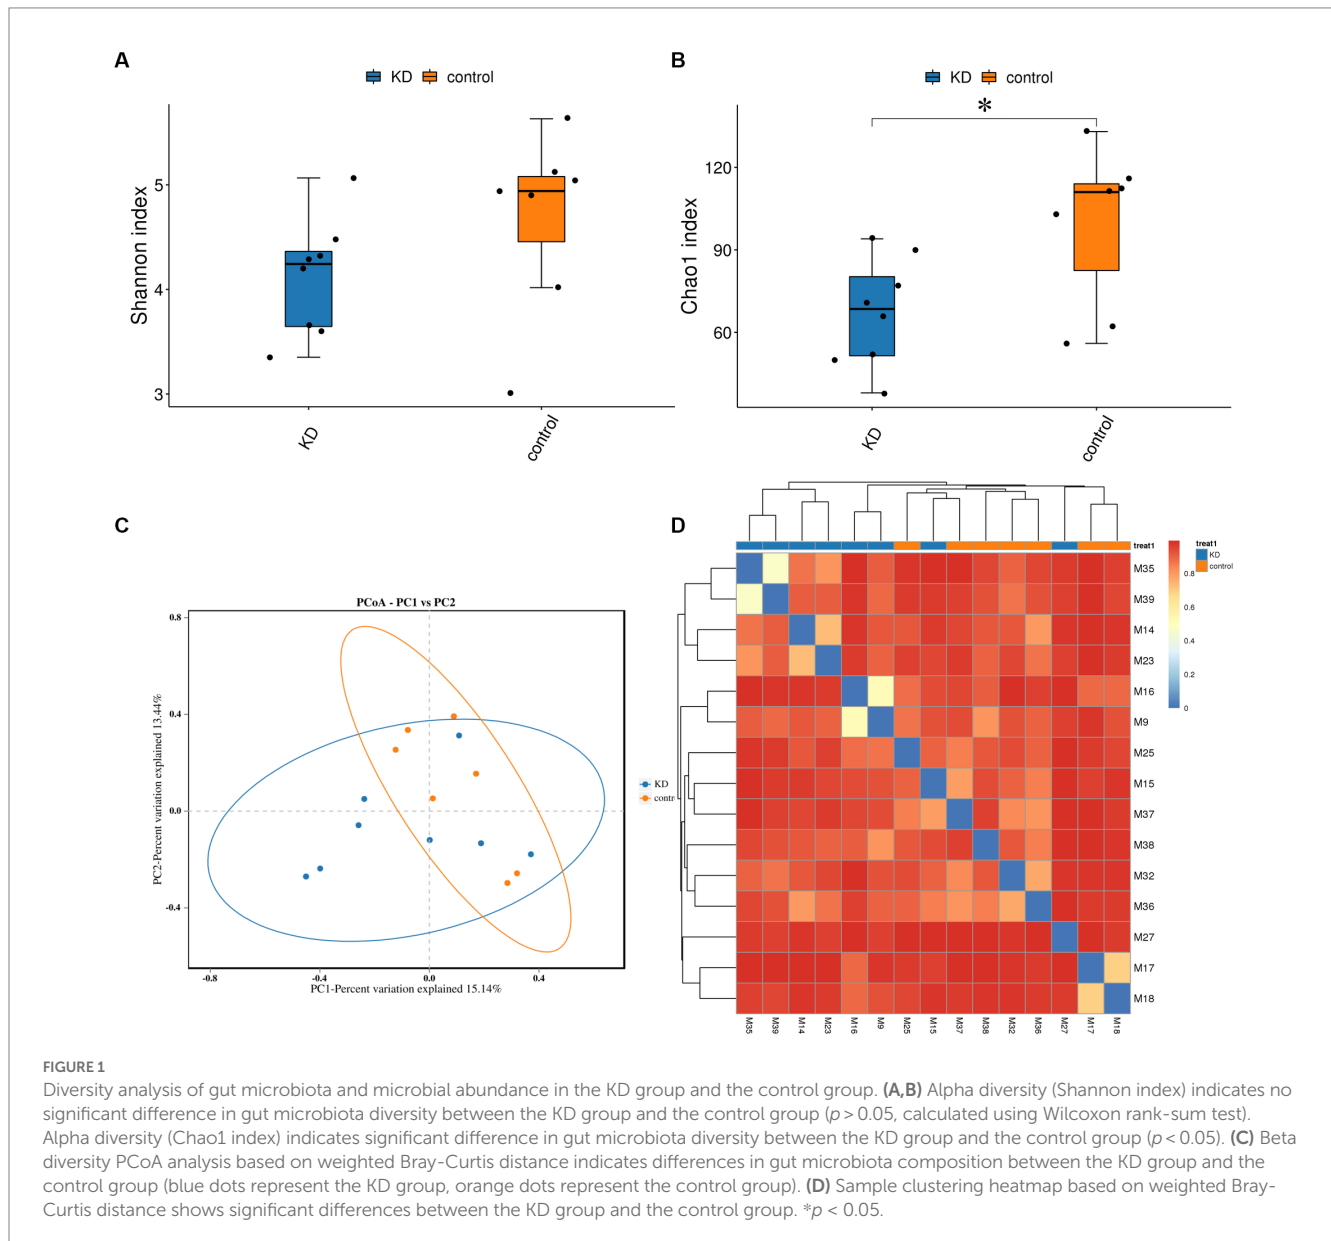 A
KD control
Shannon index
5
4
3
KD
control
B
KD control
*
Chao1 index
120
90
60
KD
control
C
PCoA - PC1 vs PC2
PC2-Percent variation explained 13.44%
0.8
0.4
0.0
-0.4
-0.8
-0.4
0.0
0.4
PC1-Percent variation explained 15.14%
KD
contr
D
treat1
M35
M39
M14
M23
M16
M9
M25
M15
M37
M38
M32
M36
M27
M17
M18
M35 M39 M14 M23 M16 M9 M25 M15 M37 M38 M32 M36 M27 M17 M18
0.8
0.6
0.4
0.2
0
treat1
KD
control
FIGURE 1
Diversity analysis of gut microbiota and microbial abundance in the KD group and the control group. (A,B) Alpha diversity (Shannon index) indicates no
significant difference in gut microbiota diversity between the KD group and the control group (p > 0.05, calculated using Wilcoxon rank-sum test).
Alpha diversity (Chao1 index) indicates significant difference in gut microbiota diversity between the KD group and the control group (p < 0.05). (C) Beta
diversity PCoA analysis based on weighted Bray-Curtis distance indicates differences in gut microbiota composition between the KD group and the
control group (blue dots represent the KD group, orange dots represent the control group). (D) Sample clustering heatmap based on weighted Bray-
Curtis distance shows significant differences between the KD group and the control group. *p < 0.05.